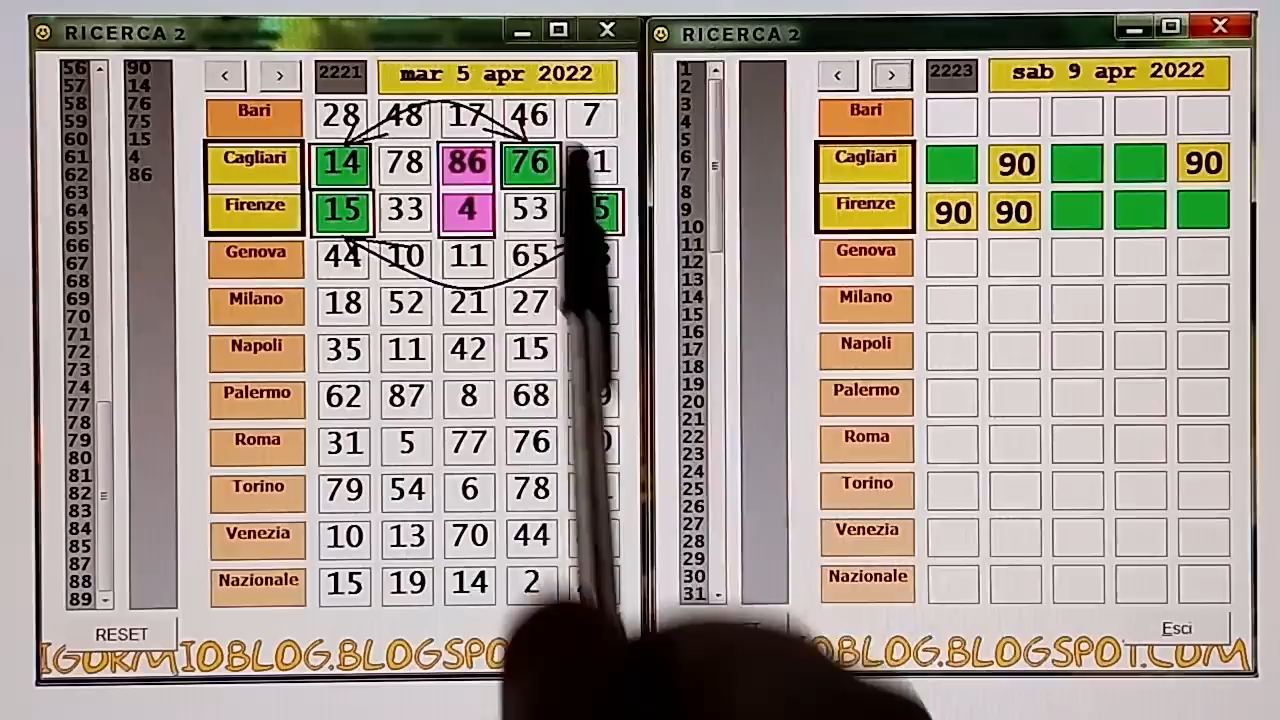 RICERCA 2
56
57
58
59
60
61
62
63
64
65
66
67
68
69
70
71
72
73
74
77
78
79
80
81
82
83
84
85
87
88
89
90
14
76
75
15
4
86
< > 2221 mar 5 apr 2022
Bari 28 48 17 46 7
Cagliari 14 78 86 76 1
Firenze 15 33 4 53 5
Genova 44 10 11 65
Milano 18 52 21 27
Napoli 35 11 42 15
Palermo 62 87 8 68 9
Roma 31 5 77 76 0
Torino 79 54 6 78
Venezia 10 13 70 44
Nazionale 15 19 14 2
RESET
IGORMIOBLOG.BLOGSPO
RICERCA 2
1
2
3
4
5
6
7
8
9
10
11
12
13
14
15
16
17
18
19
20
21
22
23
24
25
26
27
28
29
30
31
< > 2223 sab 9 apr 2022
Bari
Cagliari 90 90
Firenze 90 90
Genova
Milano
Napoli
Palermo
Roma
Torino
Venezia
Nazionale
Esci
OBLOG.BLOGSPOT.COM